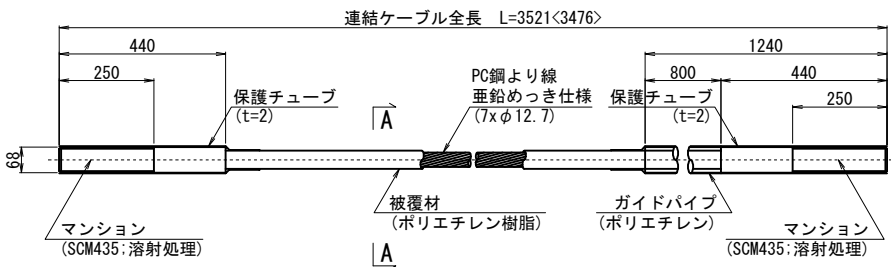 連結ケーブル全長 L=3521<3476>
440
1240
250
PC鋼より線
800
440
亜鉛めっき仕様
保護チューブ
(t=2)
(7xφ12.7)
保護チューブ
(t=2)
250
A
68
被覆材
(ポリエチレン樹脂)
ガイドパイプ
(ポリエチレン)
マンション
(SCM435;溶射処理)
マンション
(SCM435;溶射処理)
A